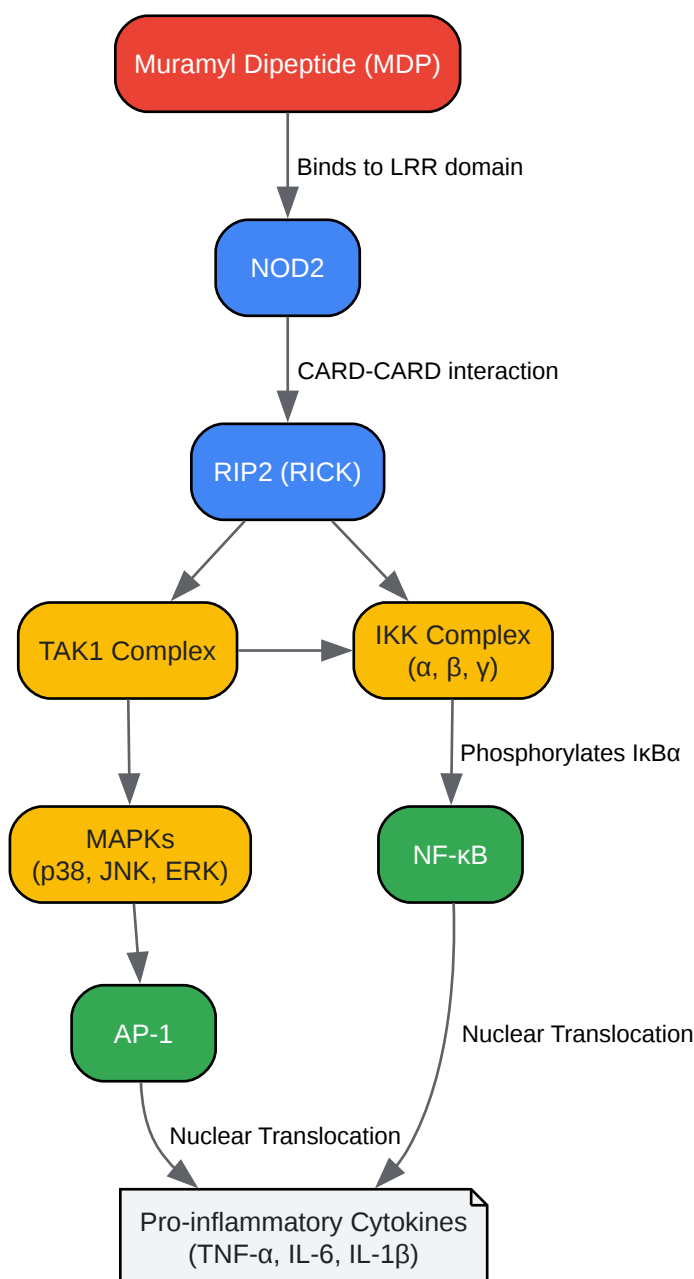 Muramyl Dipeptide (MDP)
Binds to LRR domain
NOD2
CARD-CARD interaction
RIP2 (RICK)
TAK1 Complex
IKK Complex
(α, β, γ)
Phosphorylates IκBα
MAPKs
(p38, JNK, ERK)
NF-κB
AP-1
Nuclear Translocation
Nuclear Translocation
Pro-inflammatory Cytokines
(TNF-α, IL-6, IL-1β)